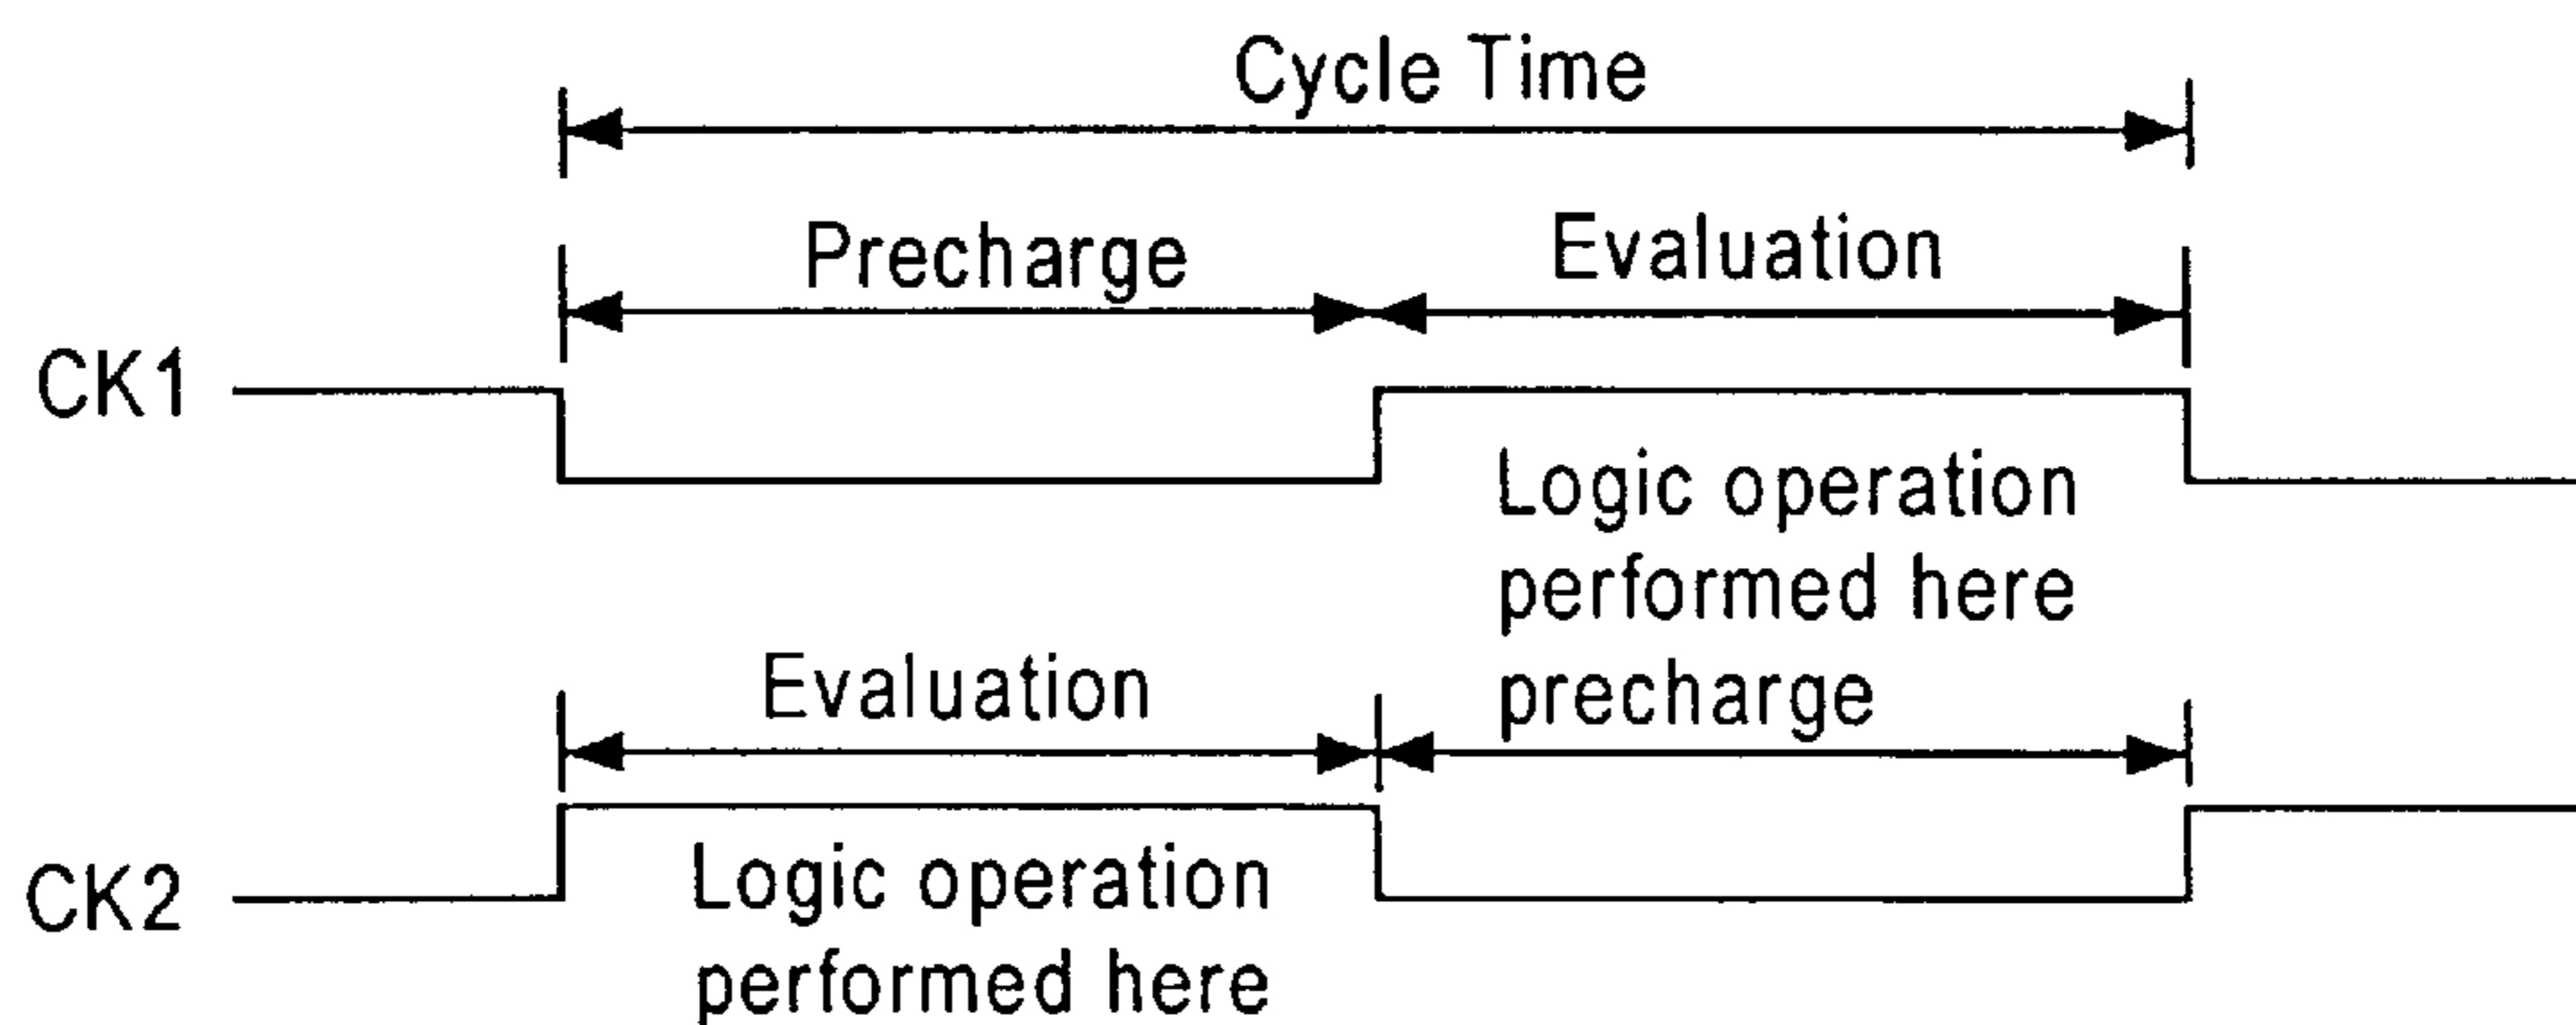 Cycle Time
Precharge
Evaluation
CK1
Logic operation
performed here
Evaluation
precharge
CK2
Logic operation
performed here